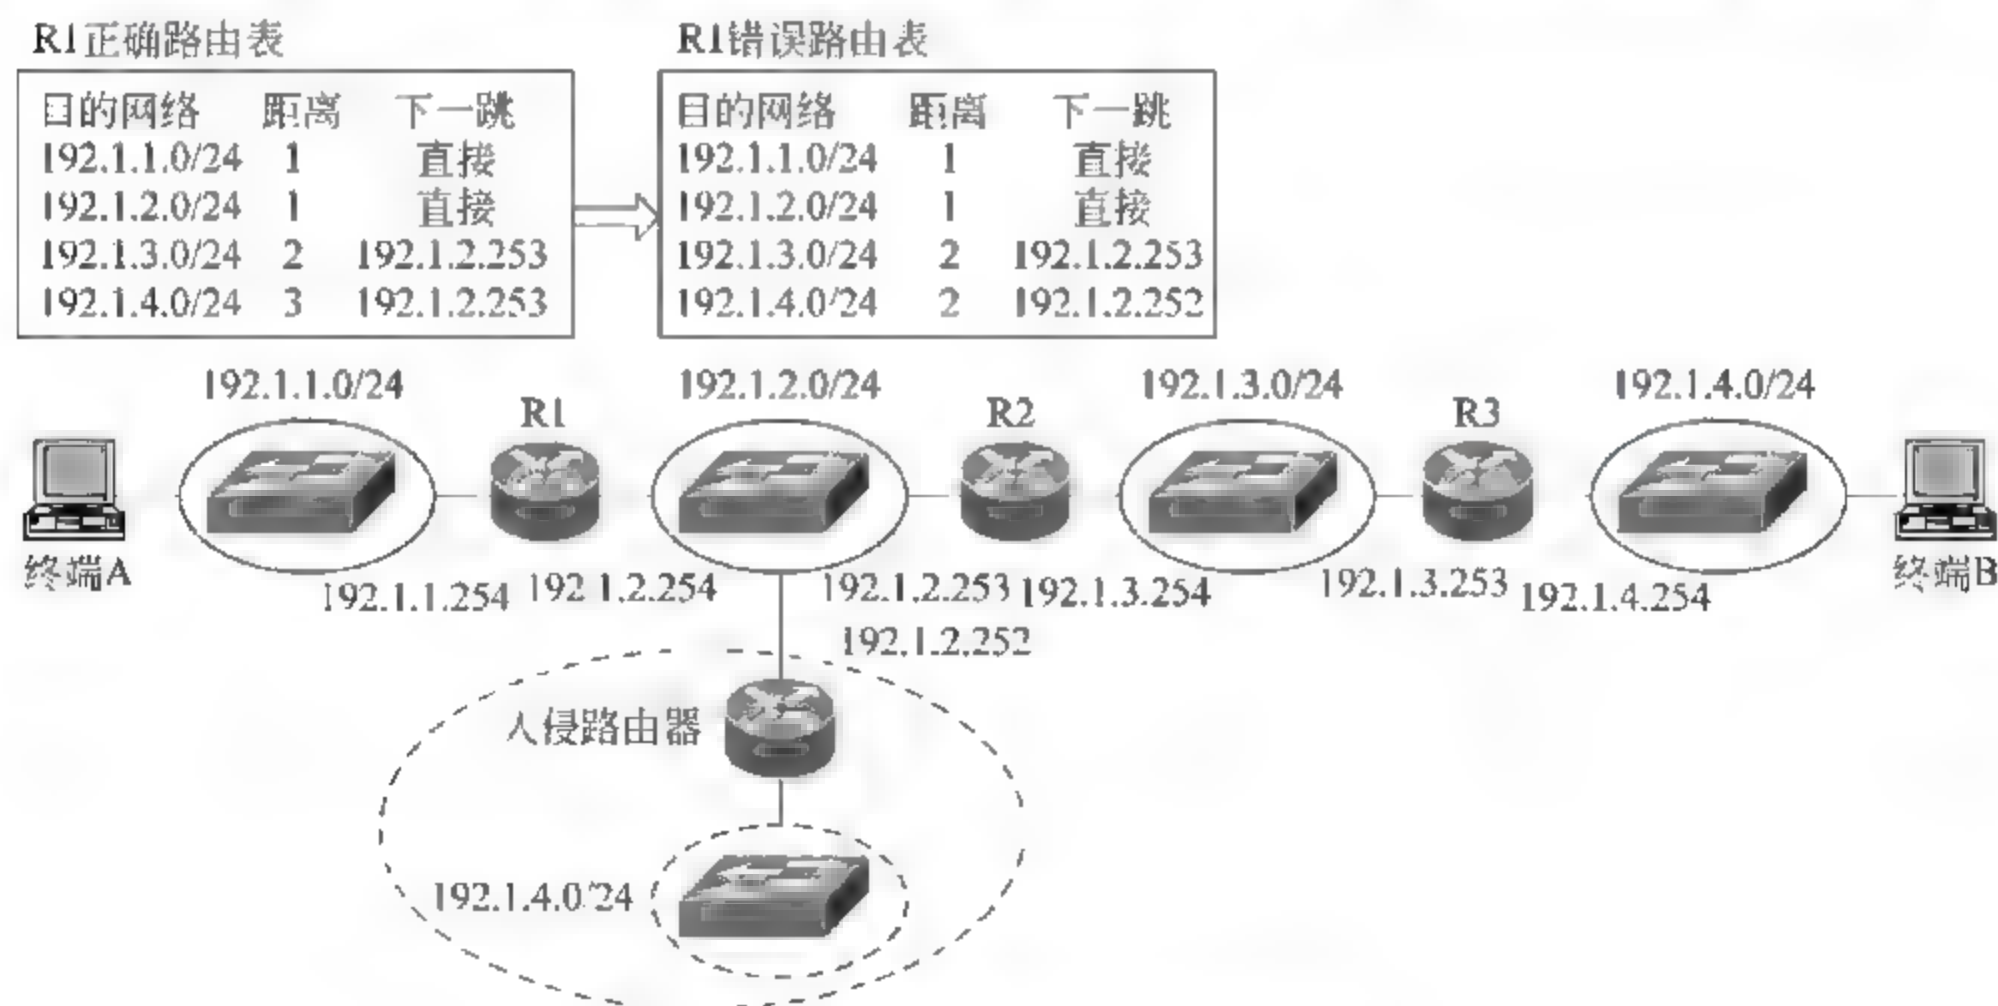 R1正确路由表
目的网络 距离 下一跳
192.1.1.0/24 1 直接
192.1.2.0/24 1 直接
192.1.3.0/24 2 192.1.2.253
192.1.4.0/24 3 192.1.2.253
R1错误路由表
目的网络 距离 下一跳
192.1.1.0/24 1 直接
192.1.2.0/24 1 直接
192.1.3.0/24 2 192.1.2.253
192.1.4.0/24 2 192.1.2.252
192.1.1.0/24
192.1.2.0/24
192.1.3.0/24
192.1.4.0/24
R1
R2
R3
终端A
终端B
192.1.1.254
192.1.2.254
192.1.2.253
192.1.3.254
192.1.3.253
192.1.4.254
192.1.2.252
入侵路由器
192.1.4.0/24